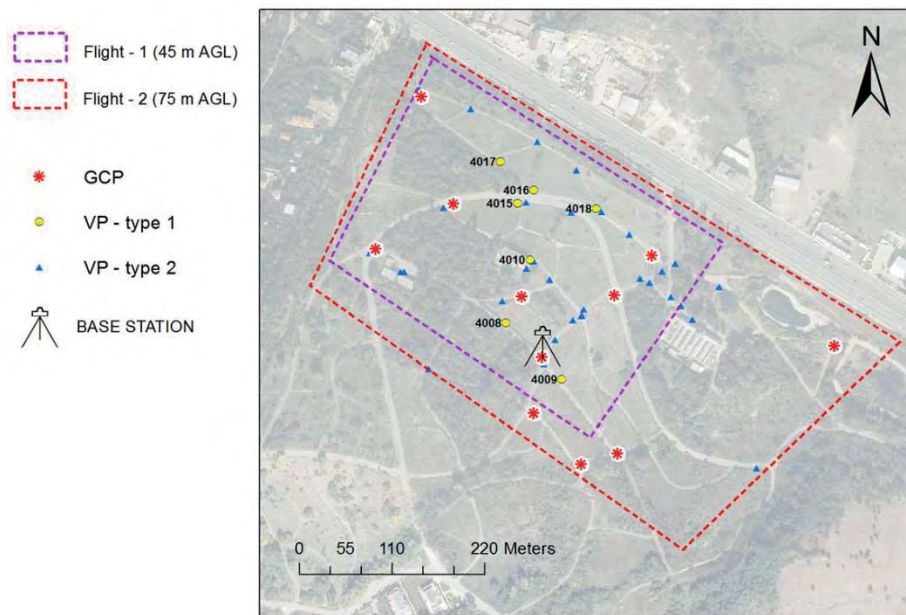 Flight - 1 (45 m AGL)
Flight - 2 (75 m AGL)
GCP
VP - type 1
VP - type 2
BASE STATION
N
4017
4016
4015
4018
4010
4008
4009
0 55 110 220 Meters